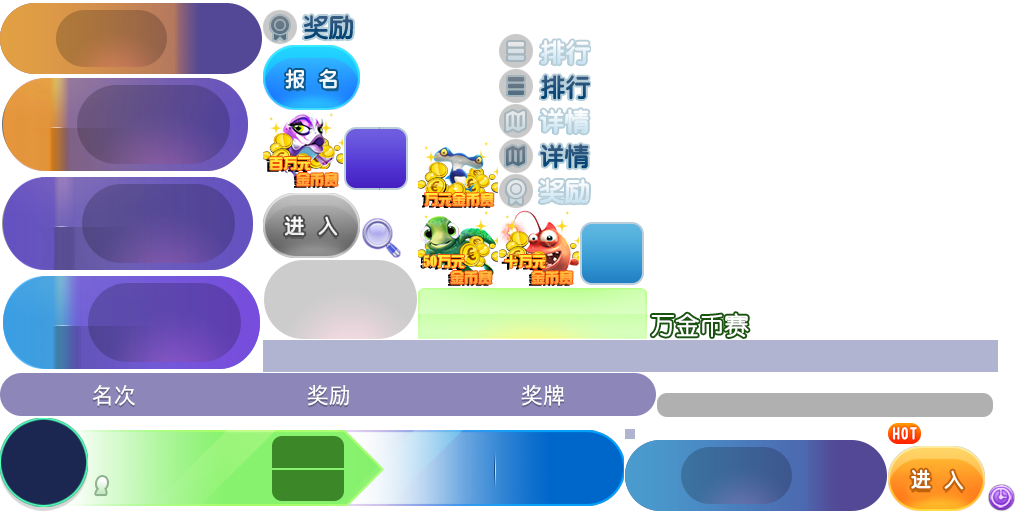 奖励
报 名
排行
排行
详情
详情
奖励
百万元
金币赛
万元金币赛
进 入
50万元
金币赛
十万元
金币赛
万金币赛
名次 奖励 奖牌
HOT
进 入